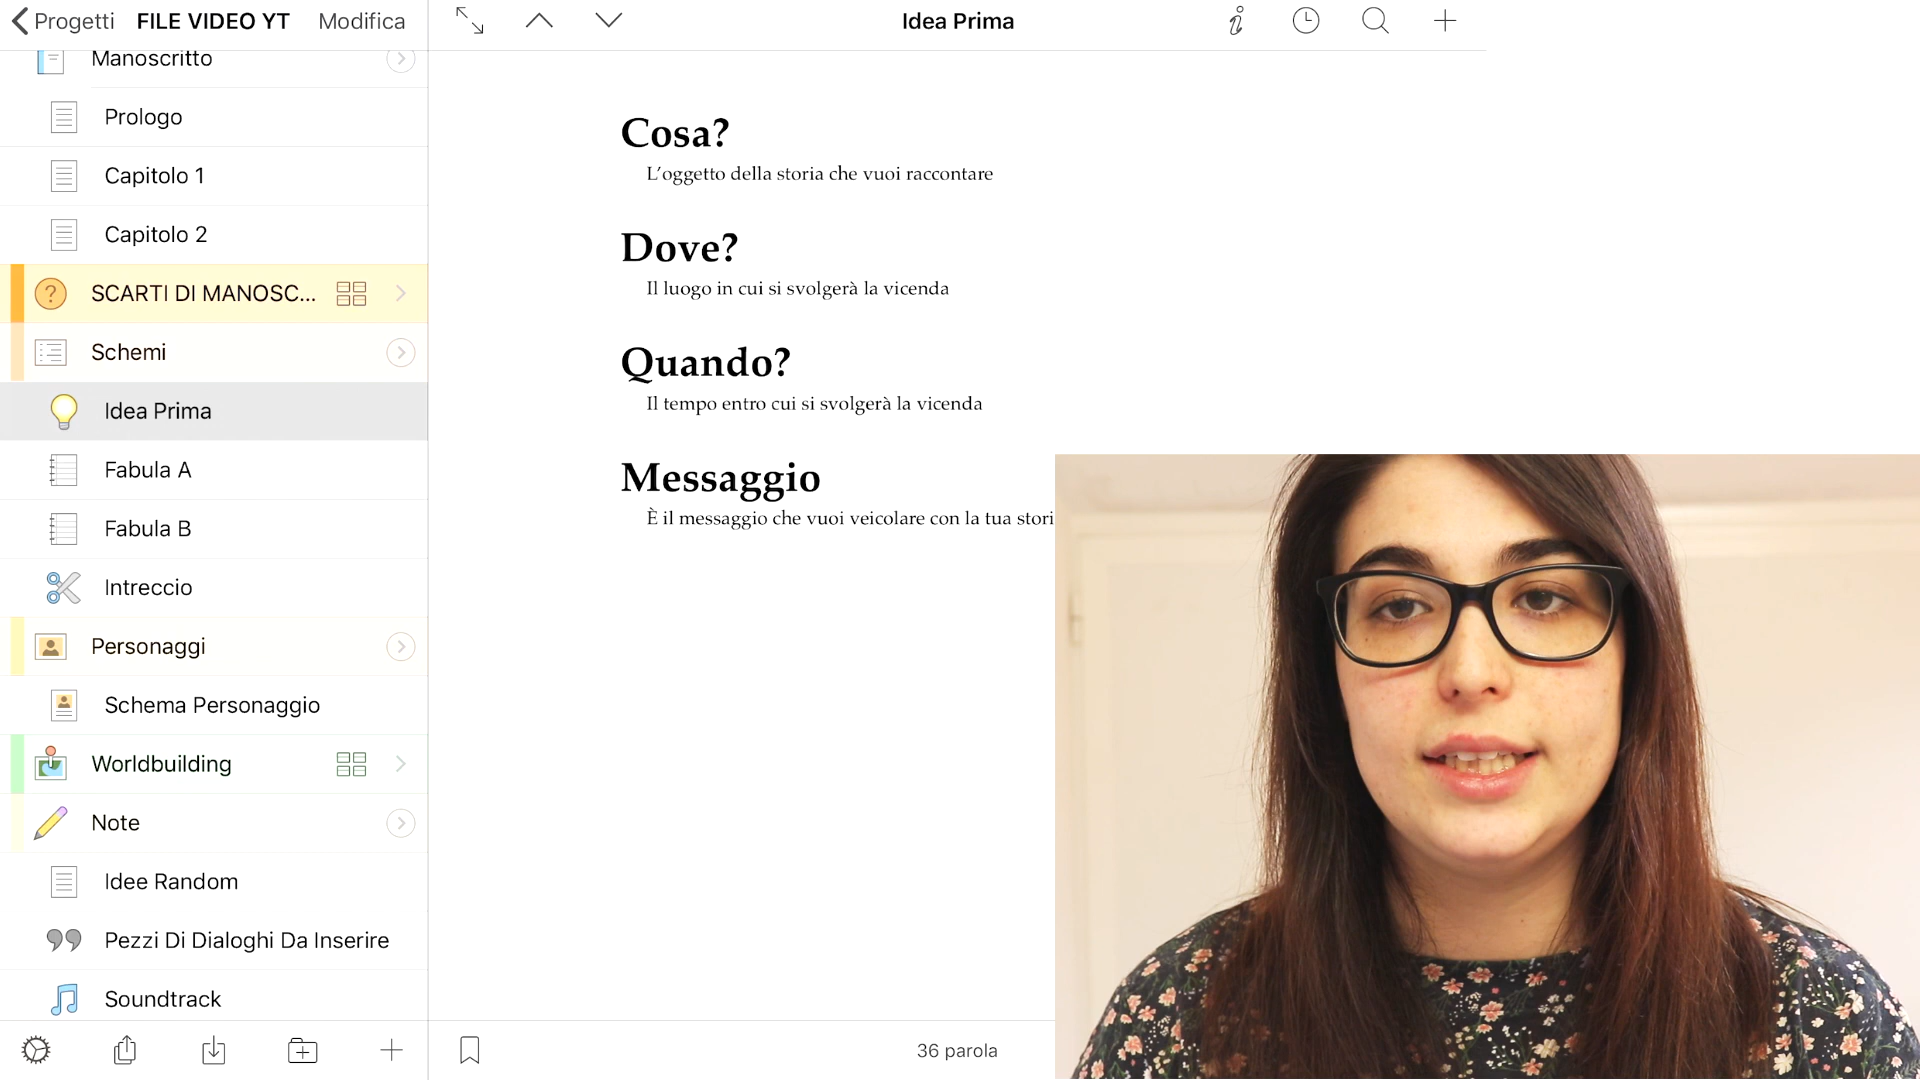 Progetti FILE VIDEO YT Modifica
Idea Prima
Manoscritto
Prologo
Capitolo 1
Capitolo 2
? SCARTI DI MANOSC...
Schemi
Idea Prima
Fabula A
Fabula B
Intreccio
Personaggi
Schema Personaggio
Worldbuilding
Note
Idee Random
Pezzi Di Dialoghi Da Inserire
Soundtrack
Cosa?
L'oggetto della storia che vuoi raccontare
Dove?
Il luogo in cui si svolgerà la vicenda
Quando?
Il tempo entro cui si svolgerà la vicenda
Messaggio
È il messaggio che vuoi veicolare con la tua stori
36 parola